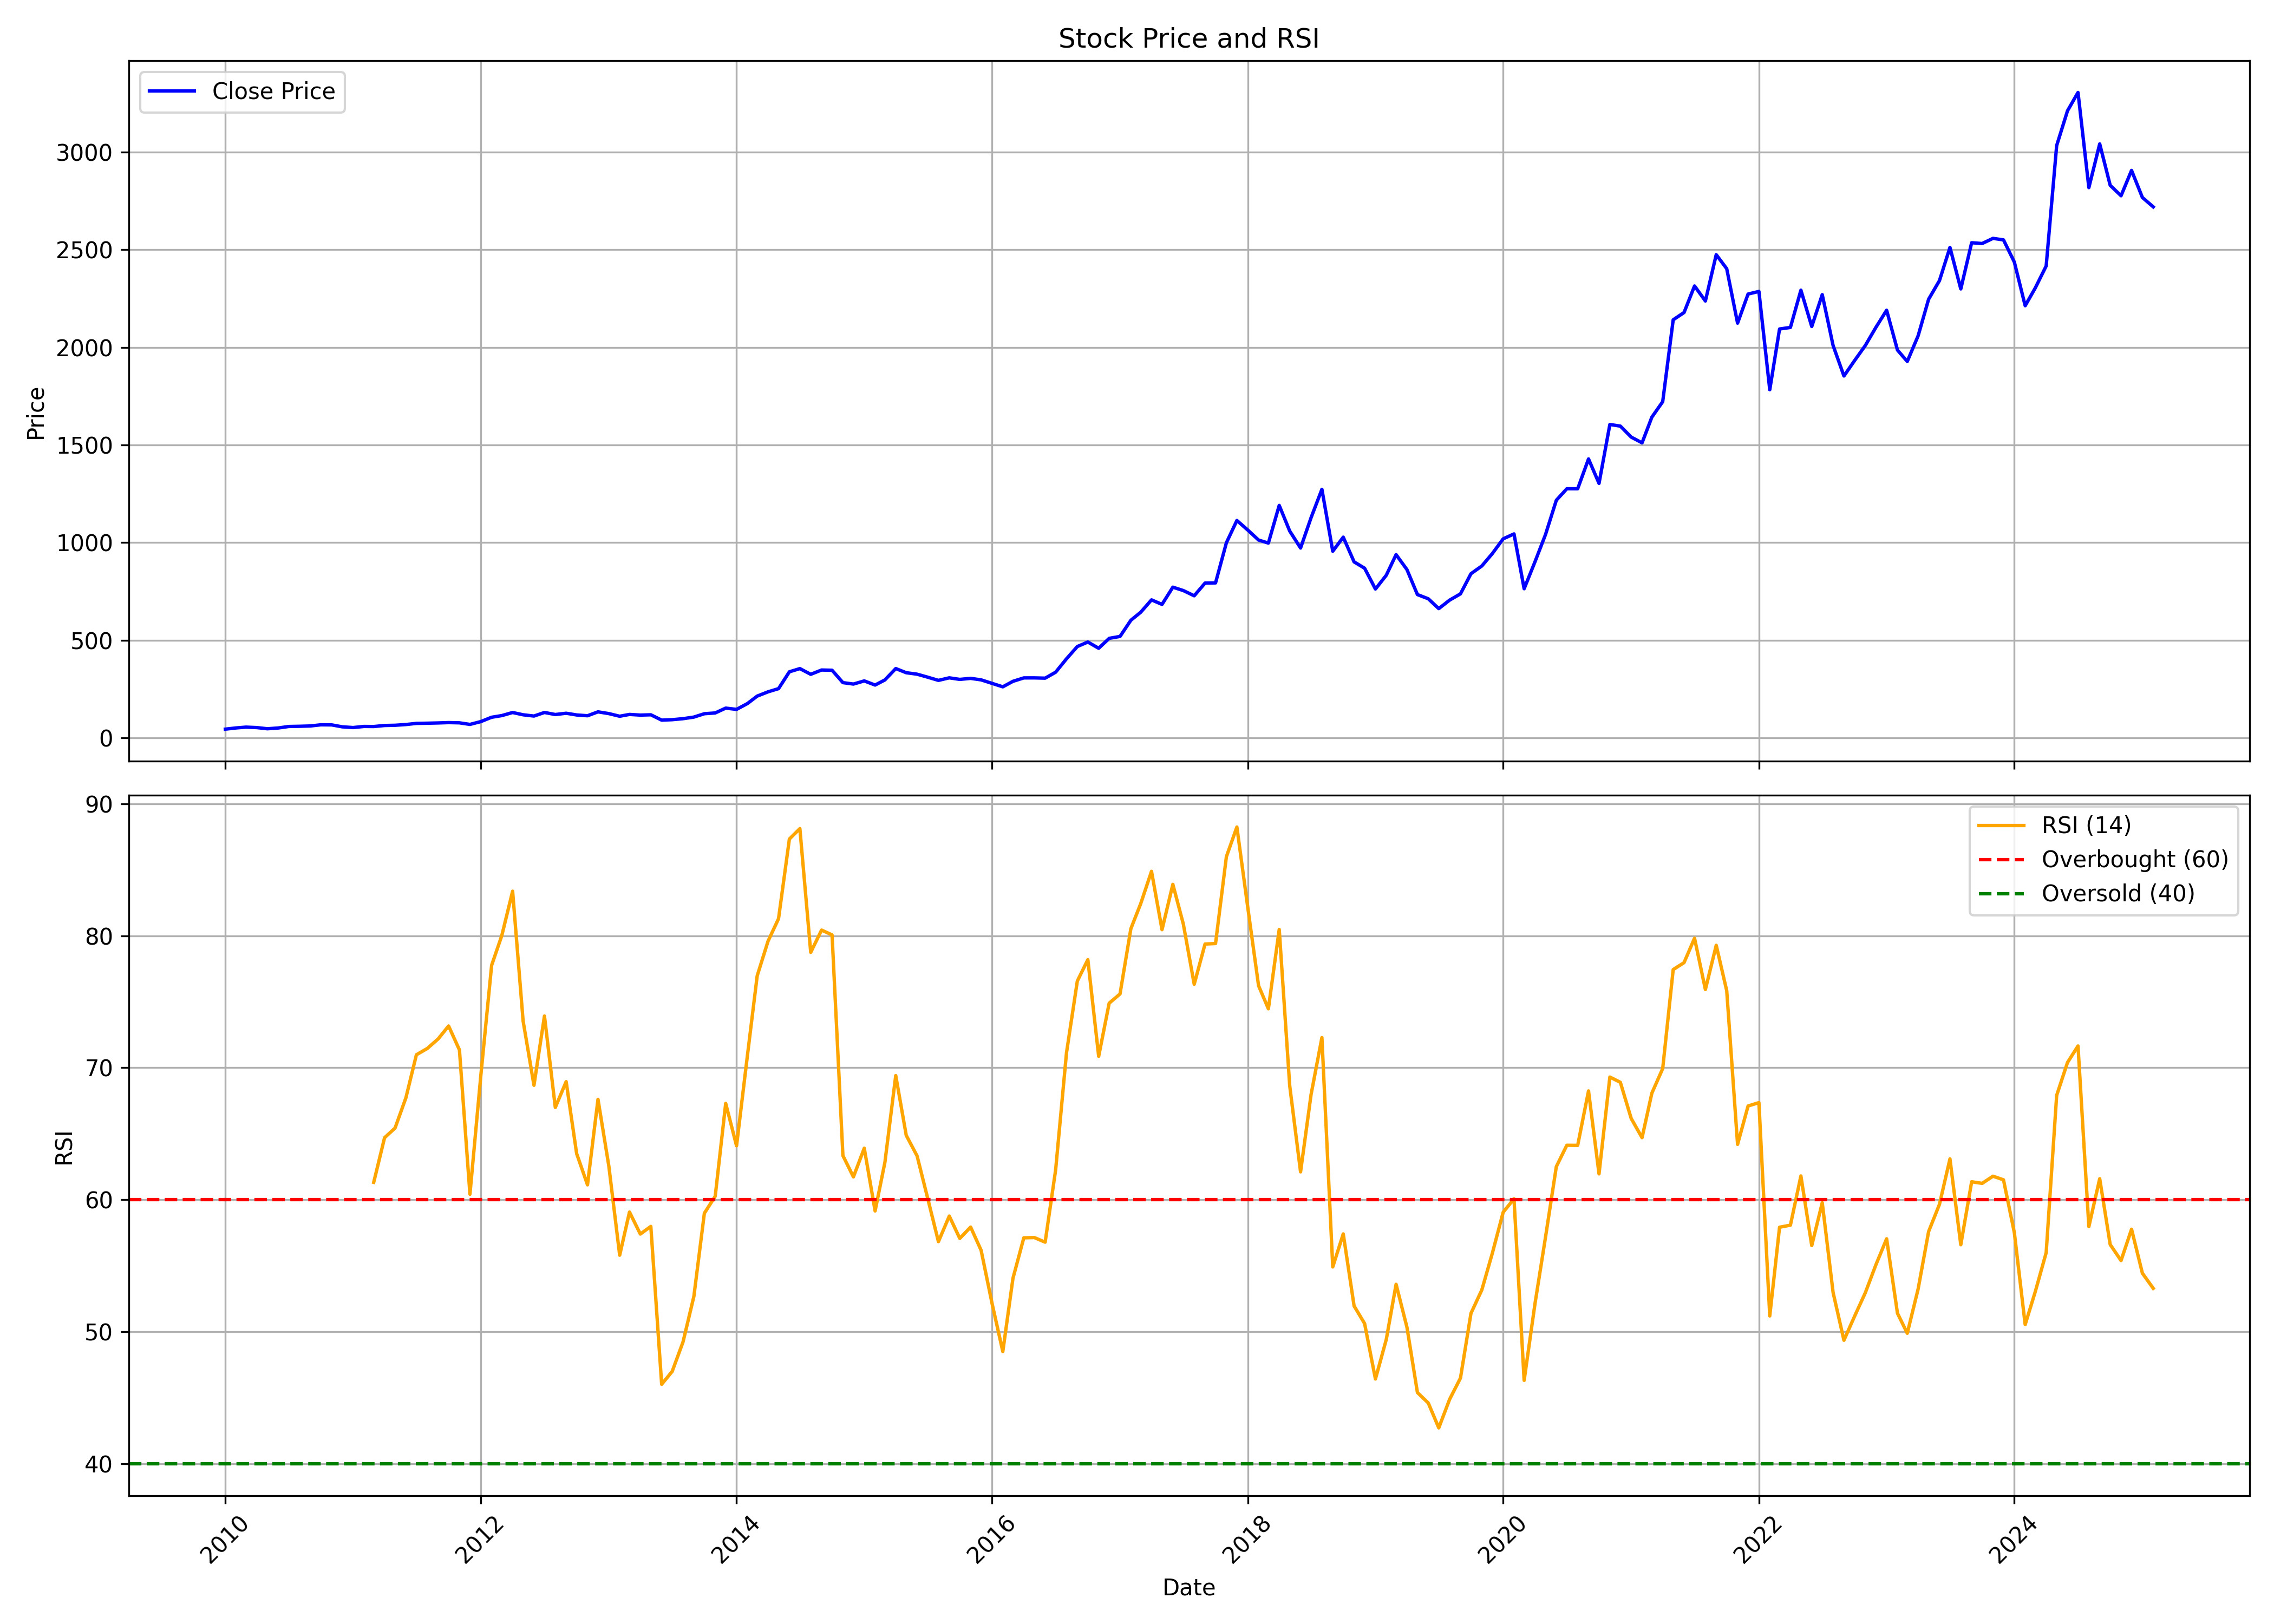 Stock Price and RSI
Close Price
3000
2500
2000
1500
1000
500
0
Price
90
80
70
60
50
40
RSI
RSI (14)
Overbought (60)
Oversold (40)
2010
2012
2014
2016
2018
2020
2022
2024
Date